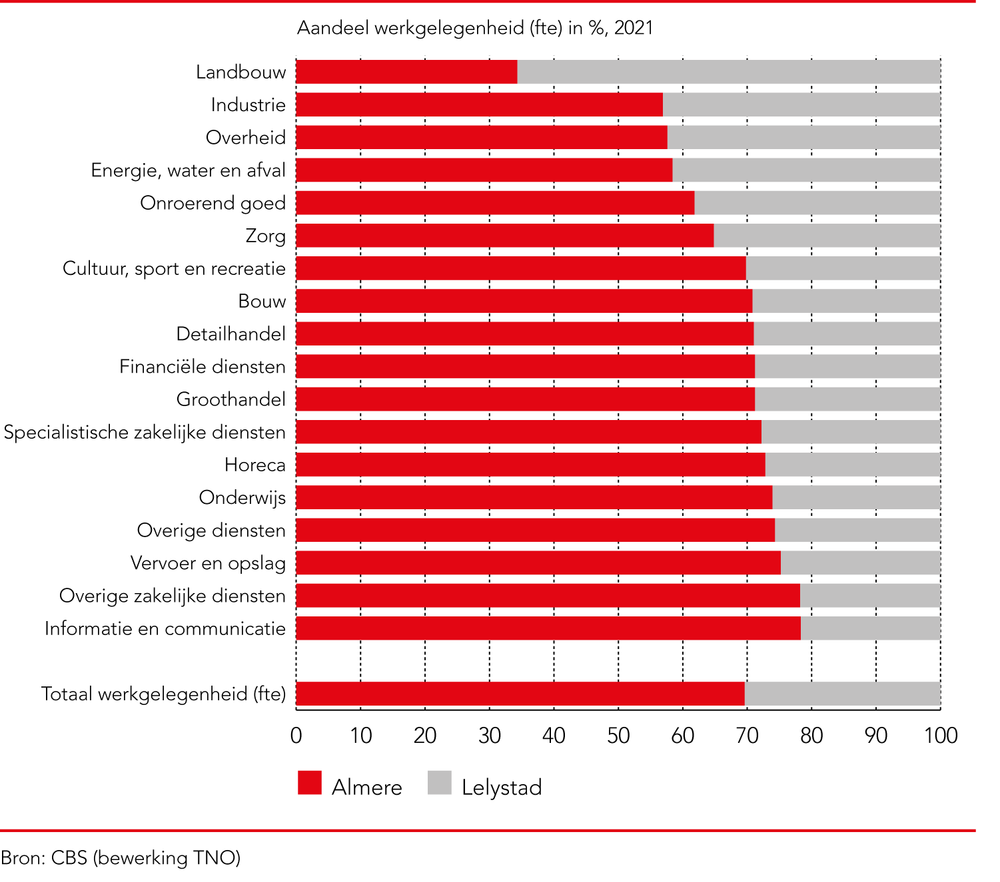 Aandeel werkgelegenheid (fte) in %, 2021
Landbouw
Industrie
Overheid
Energie, water en afval
Onroerend goed
Zorg
Cultuur, sport en recreatie
Bouw
Detailhandel
Financiële diensten
Groothandel
Specialistische zakelijke diensten
Horeca
Onderwijs
Overige diensten
Vervoer en opslag
Overige zakelijke diensten
Informatie en communicatie
Totaal werkgelegenheid (fte)
0 10 20 30 40 50 60 70 80 90 100
Almere Lelystad
Bron: CBS (bewerking TNO)